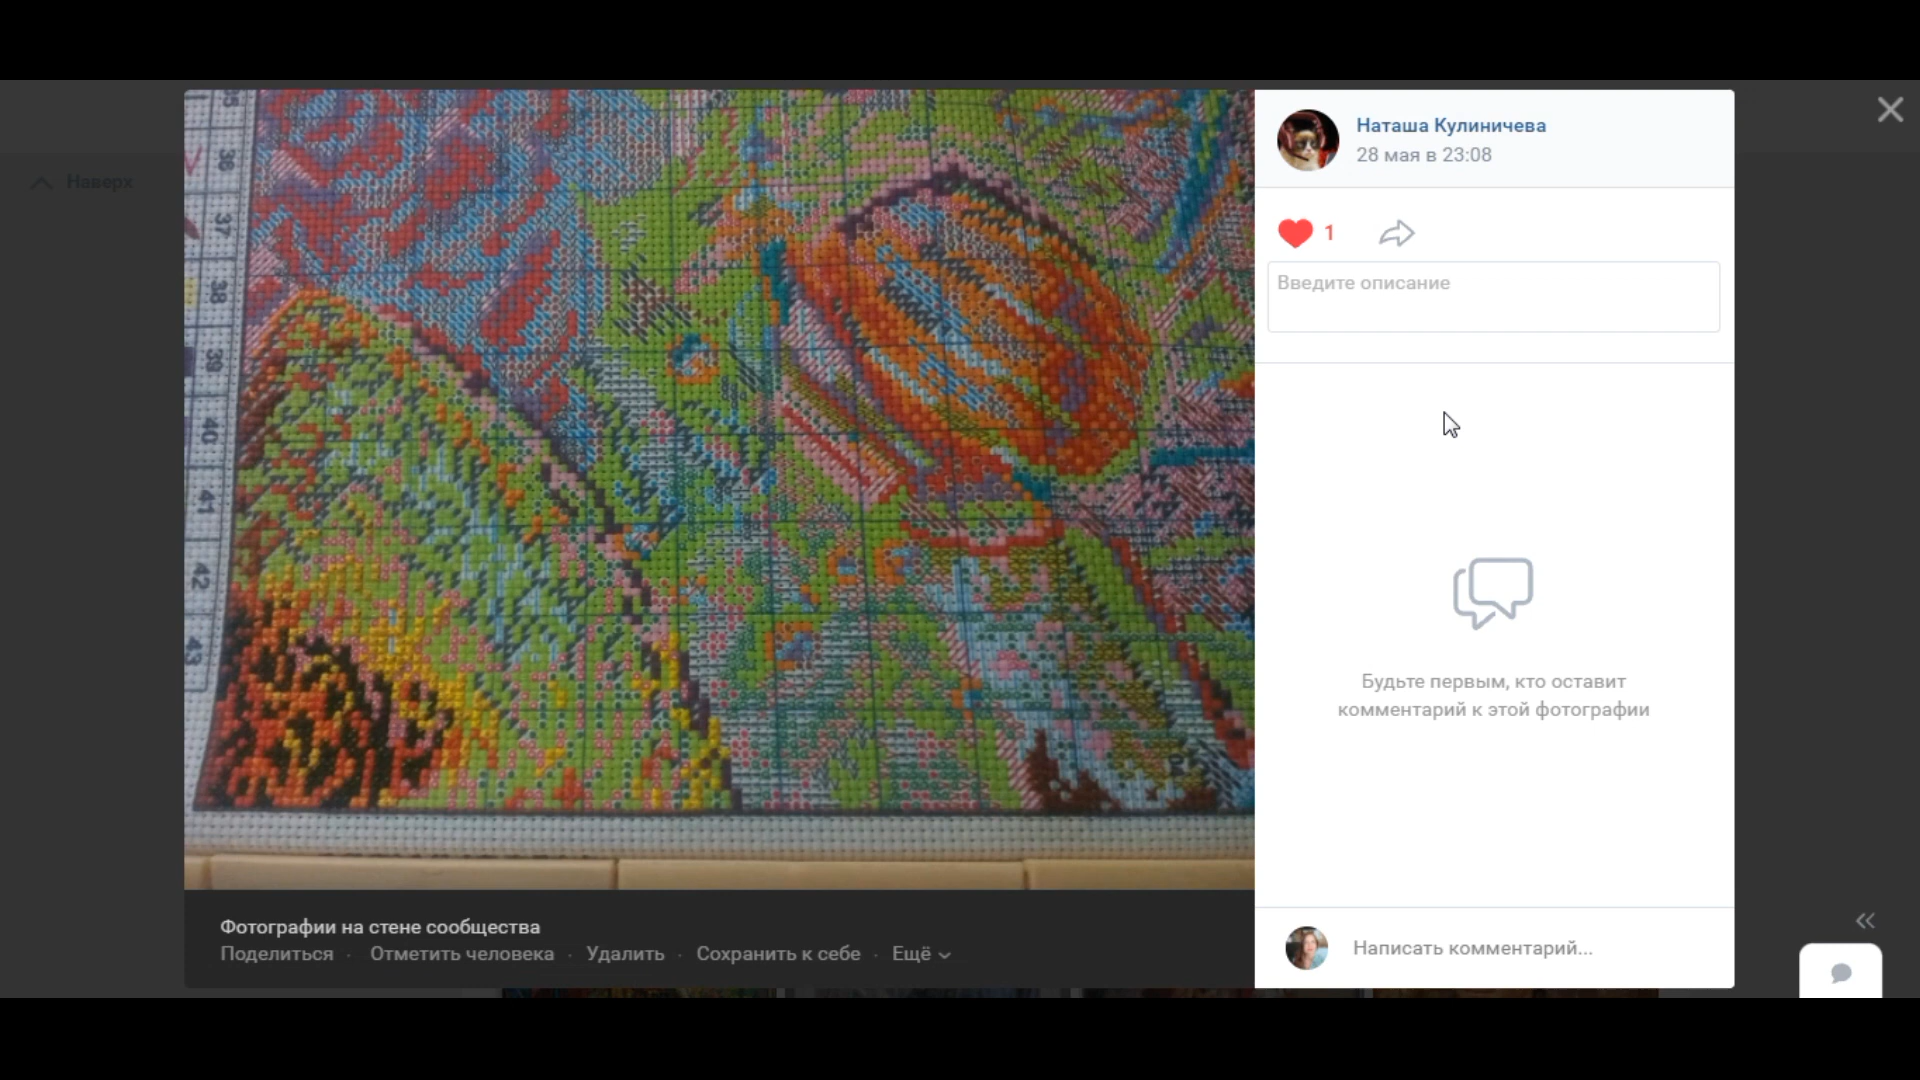 Наверх
35
36
37
38
39
40
41
42
43
Наташа Кулиничева
28 мая в 23:08
1
Введите описание
Будьте первым, кто оставит
комментарий к этой фотографии
Фотографии на стене сообщества
Поделиться · Отметить человека · Удалить · Сохранить к себе · Ещё
Написать комментарий...